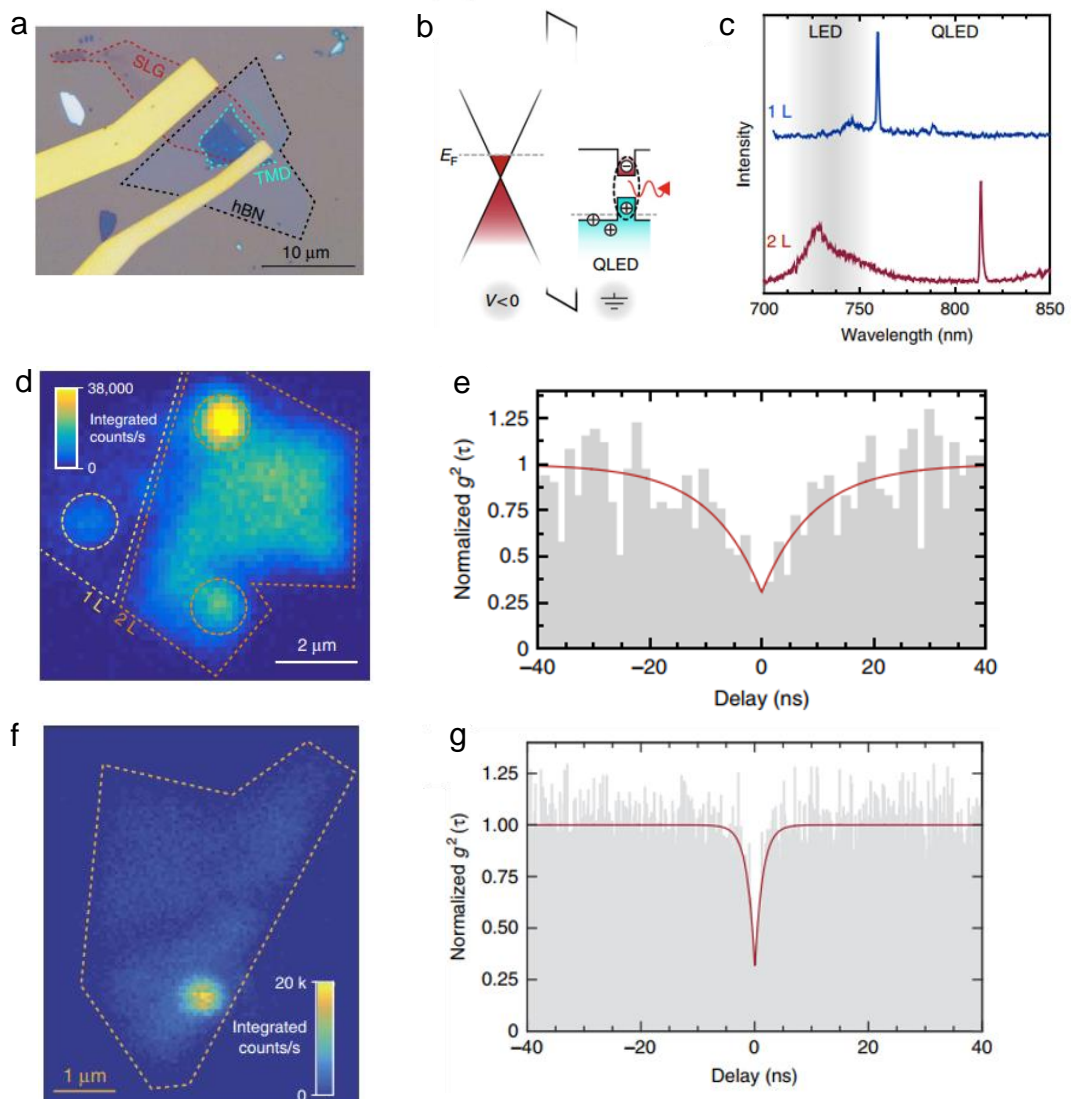 a
SLG
TMD
hBN
10 μm
b
E_F
QLED
V<0
c
LED
QLED
1 L
2 L
Intensity
700
750
800
850
Wavelength (nm)
d
38,000
Integrated
counts/s
0
1 L
2 L
2 μm
e
1.25
1
0.75
0.5
0.25
0
Normalized g² (τ)
−40
−20
0
20
40
Delay (ns)
f
20 k
Integrated
counts/s
0
1 μm
g
1.25
1.00
0.75
0.50
0.25
0
Normalized g² (τ)
−40
−20
0
20
40
Delay (ns)